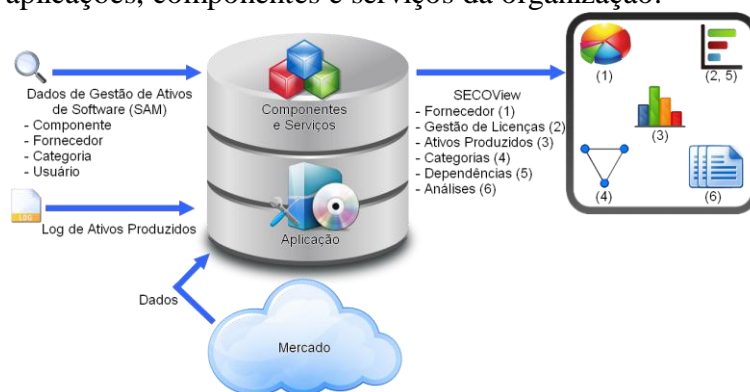 aplicações, componentes e serviços da organização.
Dados de Gestão de Ativos
de Software (SAM)
- Componente
- Fornecedor
- Categoria
- Usuário
LOG
Log de Ativos Produzidos
Componentes
e Serviços
Aplicação
Dados
Mercado
SECOView
- Fornecedor (1)
- Gestão de Licenças (2)
- Ativos Produzidos (3)
- Categorias (4)
- Dependências (5)
- Análises (6)
(1)
(2, 5)
(3)
(4)
(6)